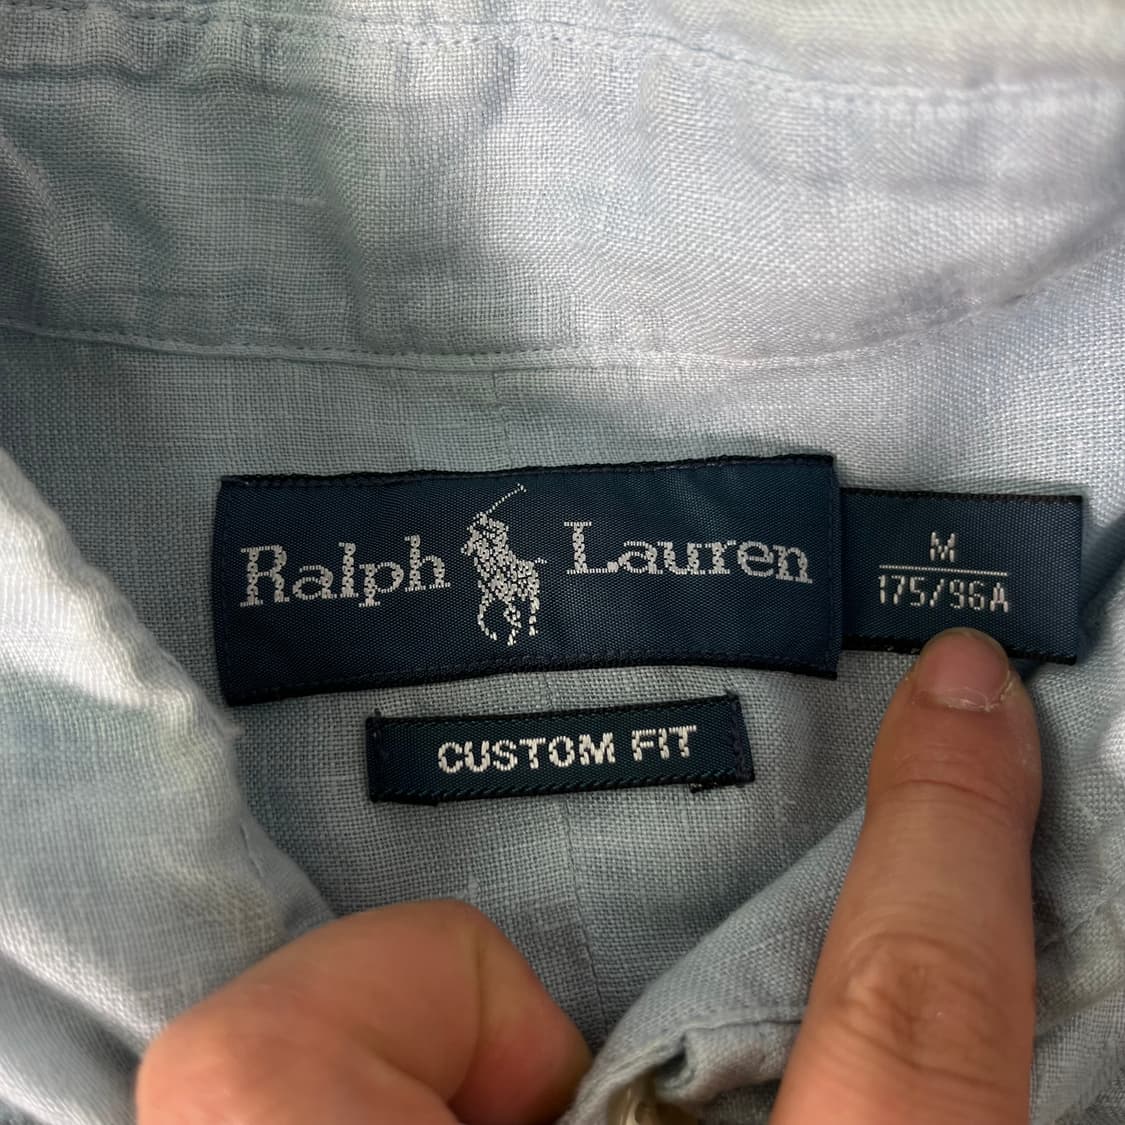 Ralph Lauren
M
175/96A
CUSTOM FIT